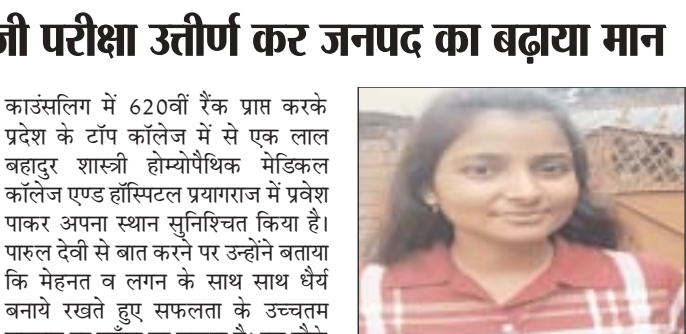 जी परीक्षा उत्तीर्ण कर जनपद का बढ़ाया मान
काउंसलिग में 620वीं रैंक प्राप्त करके
प्रदेश के टॉप कॉलेज में से एक लाल
बहादुर शास्त्री होम्योपैथिक मेडिकल
कॉलेज एण्ड हॉस्पिटल प्रयागराज में प्रवेश
पाकर अपना स्थान सुनिश्चित किया है।
पारुल देवी से बात करने पर उन्होंने बताया
कि मेहनत व लगन के साथ साथ धैर्य
बनाये रखते हुए सफलता के उच्चतम